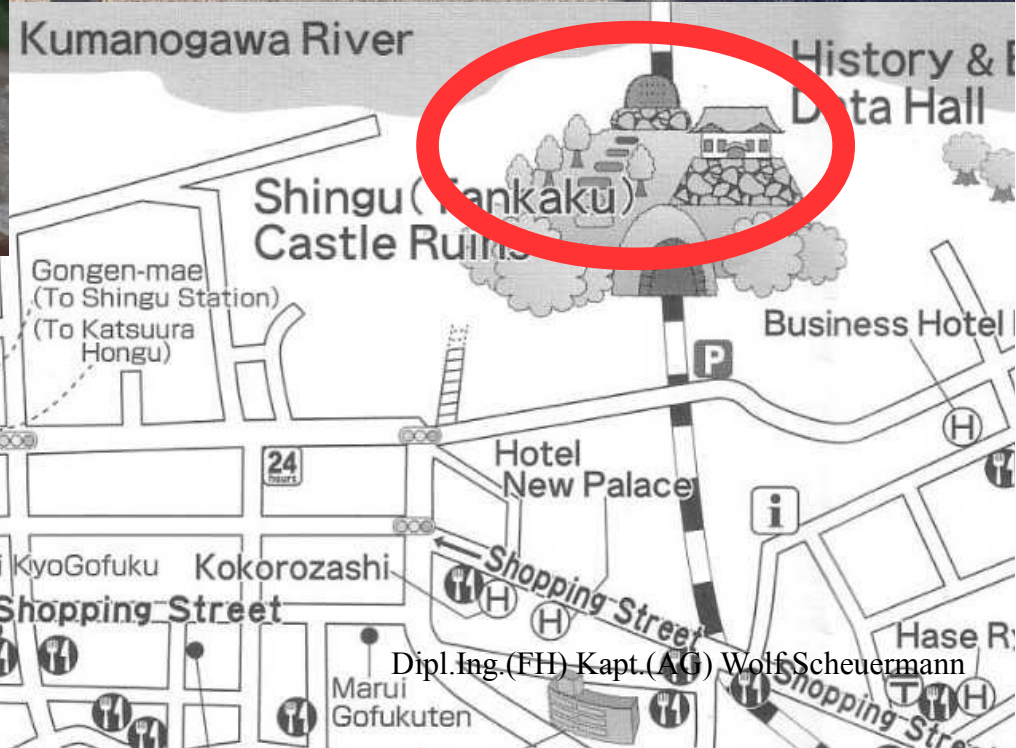 Kumanogawa River
History &
Data Hall
Shingu (Tankaku)
Castle Ruins
Gongen-mae
(To Shingu Station)
(To Katsuura
Hongu)
Business Hotel
P
H
24
hours
Hotel
New Palace
i
KyoGofuku
Kokorozashi
Shopping Street
H
H
Shopping Street
Hase
Dipl.Ing.(FH) Kapt.(AG) Wolf Scheuermann
Marui
Gofukuten
〒
H
Shopping